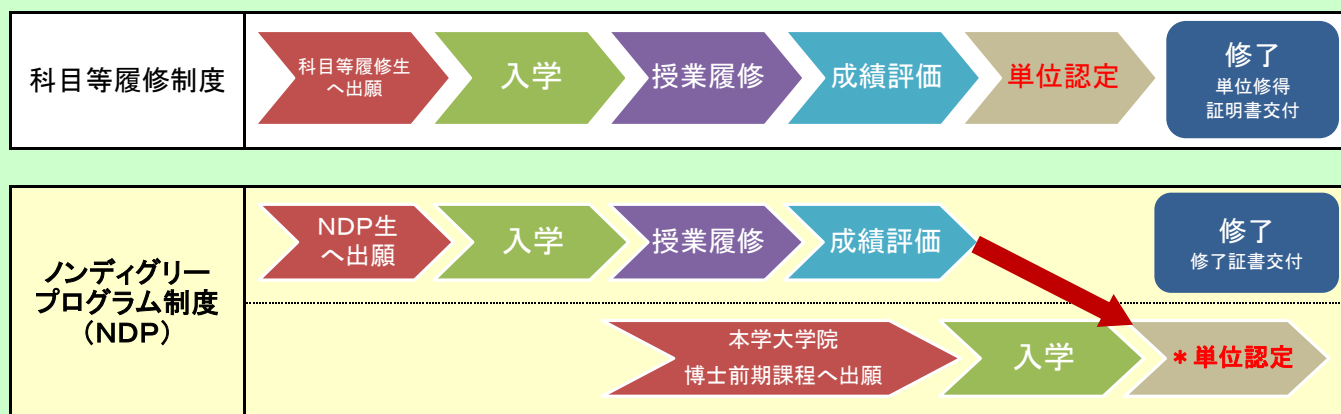 科目等履修制度
科目等履修生
へ出願
入学
授業履修
成績評価
単位認定
修了
単位修得
証明書交付
ノンディグリー
プログラム制度
(NDP)
NDP生
へ出願
入学
授業履修
成績評価
修了
修了証書交付
本学大学院
博士前期課程へ出願
入学
*単位認定